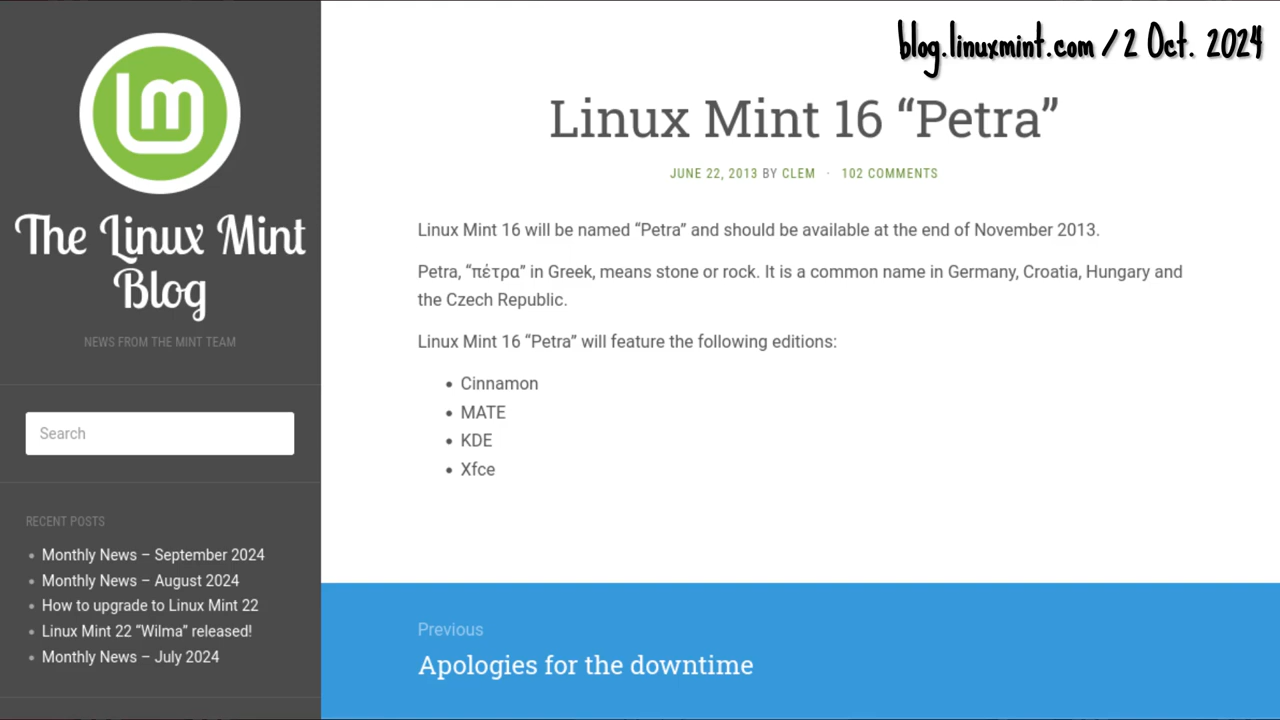 blog.linuxmint.com / 2 Oct. 2024
lm
The Linux Mint
Blog
NEWS FROM THE MINT TEAM
Search
RECENT POSTS
• Monthly News – September 2024
• Monthly News – August 2024
• How to upgrade to Linux Mint 22
• Linux Mint 22 “Wilma” released!
• Monthly News – July 2024
Linux Mint 16 “Petra”
JUNE 22, 2013 BY CLEM · 102 COMMENTS
Linux Mint 16 will be named “Petra” and should be available at the end of November 2013.
Petra, “πέτρα” in Greek, means stone or rock. It is a common name in Germany, Croatia, Hungary and
the Czech Republic.
Linux Mint 16 “Petra” will feature the following editions:
• Cinnamon
• MATE
• KDE
• Xfce
Previous
Apologies for the downtime